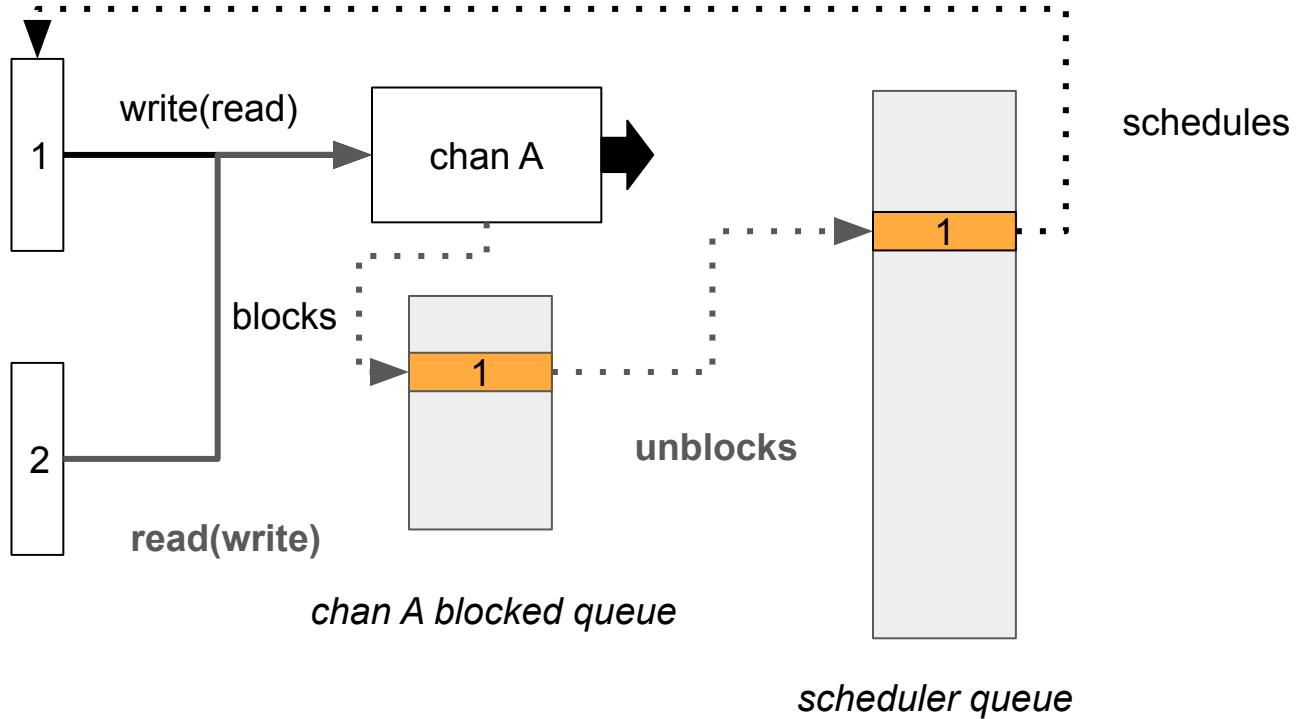 write(read)
schedules
1
chan A
1
blocks
1
unblocks
2
read(write)
chan A blocked queue
scheduler queue